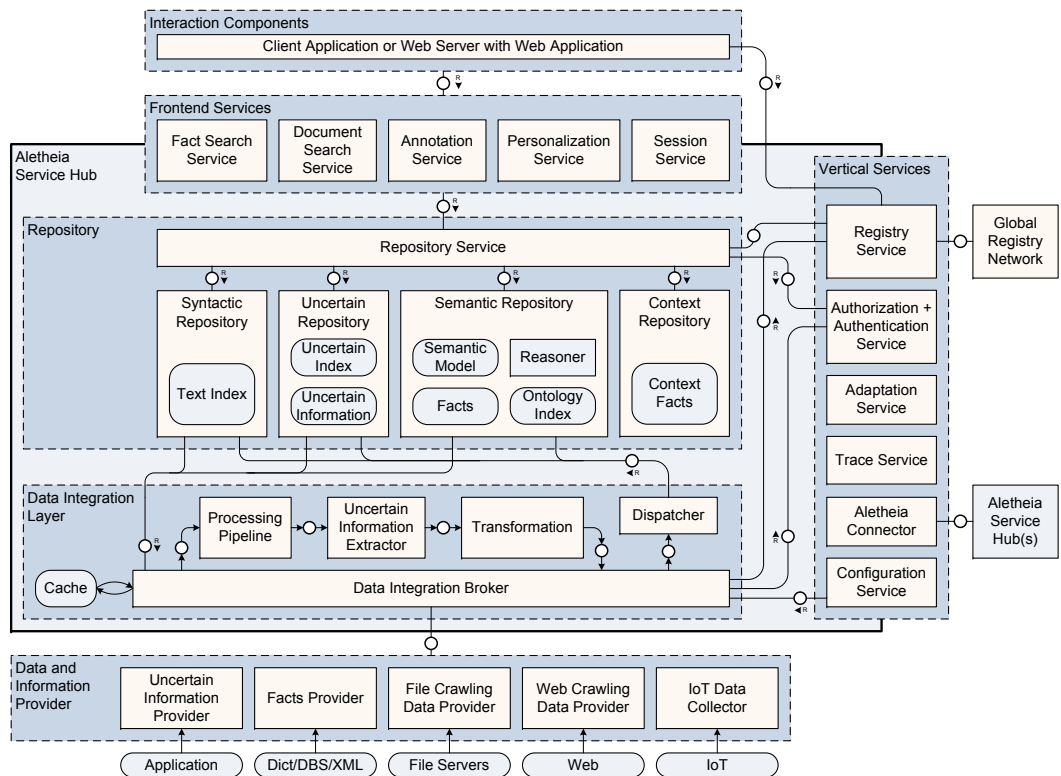 Interaction Components
Client Application or Web Server with Web Application
R
R
Frontend Services
Fact Search
Service
Document
Search
Service
Annotation
Service
Personalization
Service
Session
Service
Aletheia
Service Hub
Vertical Services
R
Repository
Repository Service
Registry
Service
Global
Registry
Network
R
R
R
R
R
Syntactic
Repository
Text Index
Uncertain
Repository
Uncertain
Index
Uncertain
Information
Semantic Repository
Semantic
Model
Reasoner
Facts
Ontology
Index
Context
Repository
Context
Facts
R
Authorization +
Authentication
Service
Adaptation
Service
Trace Service
R
Data Integration
Layer
Processing
Pipeline
Uncertain
Information
Extractor
Transformation
Dispatcher
Aletheia
Connector
Aletheia
Service
Hub(s)
R
R
Cache
Data Integration Broker
Configuration
Service
R
Data and
Information
Provider
Uncertain
Information
Provider
Facts Provider
File Crawling
Data Provider
Web Crawling
Data Provider
IoT Data
Collector
Application
Dict/DBS/XML
File Servers
Web
IoT